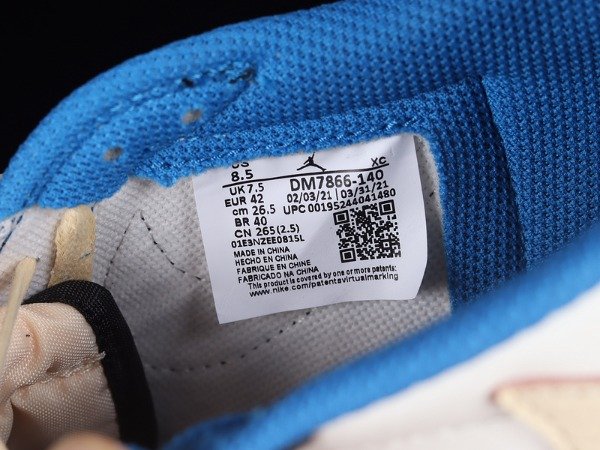 US
8.5
XC
UK 7.5
DM7866-140
EUR 42
02/03/21 | 03/31/21
cm 26.5
UPC 00195244041480
BR 40
CN 265(2.5)
01E3NZEE0815L
MADE IN CHINA
HECHO EN CHINA
FABRIQUE EN CHINE
FABRICADO NA CHINA
This product is covered by one or more patents:
www.nike.com/patentsvirtualmarking